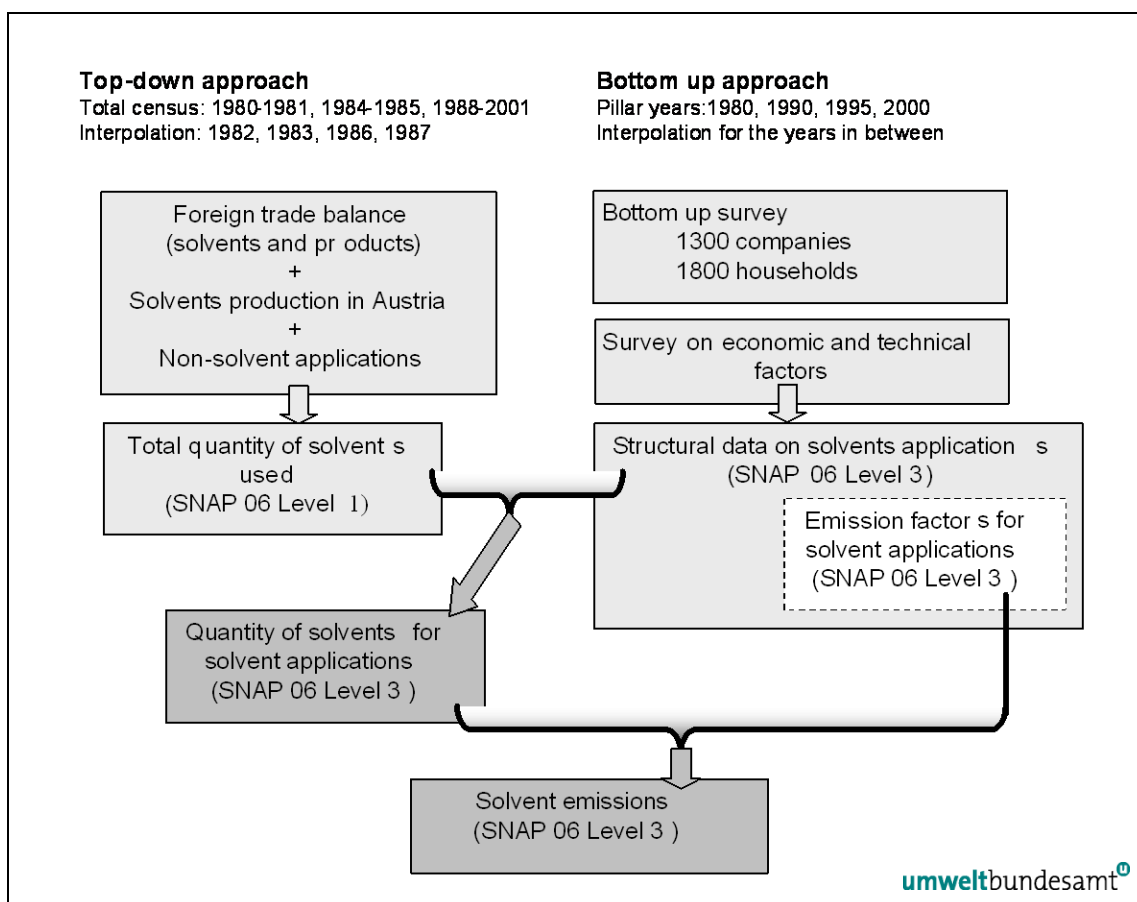 Top-down approach
Total census: 1980-1981, 1984-1985, 1988-2001
Interpolation: 1982, 1983, 1986, 1987
Bottom up approach
Pillar years:1980, 1990, 1995, 2000
Interpolation for the years in between
Foreign trade balance
(solvents and pr oducts)
+
Solvents production in Austria
+
Non-solvent applications
Bottom up survey
1300 companies
1800 households
Survey on economic and technical
factors
Total quantity of solvent s
used
(SNAP 06 Level 1)
Structural data on solvents application s
(SNAP 06 Level 3)
Emission factor s for
solvent applications
(SNAP 06 Level 3 )
Quantity of solvents for
solvent applications
(SNAP 06 Level 3 )
Solvent emissions
(SNAP 06 Level 3 )
umweltbundesamt u